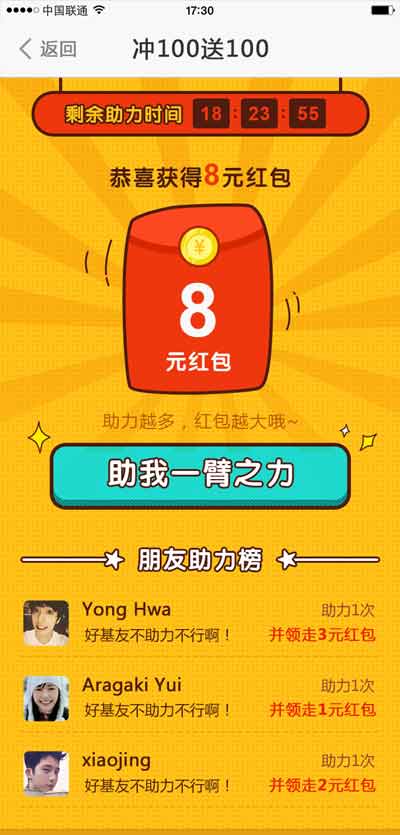 中国联通 17:30
返回 冲100送100
剩余助力时间 18:23:55
恭喜获得8元红包
¥
8
元红包
助力越多，红包越大哦~
助我一臂之力
朋友助力榜
Yong Hwa 助力1次
好基友不助力不行啊！ 并领走3元红包
Aragaki Yui 助力1次
好基友不助力不行啊！ 并领走1元红包
xiaojing 助力1次
好基友不助力不行啊！ 并领走2元红包